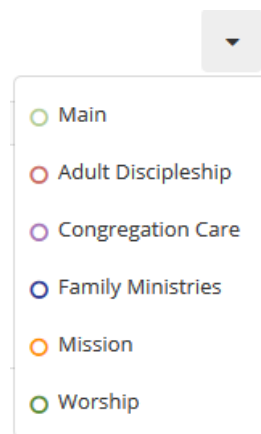 Main
Adult Discipleship
Congregation Care
Family Ministries
Mission
Worship